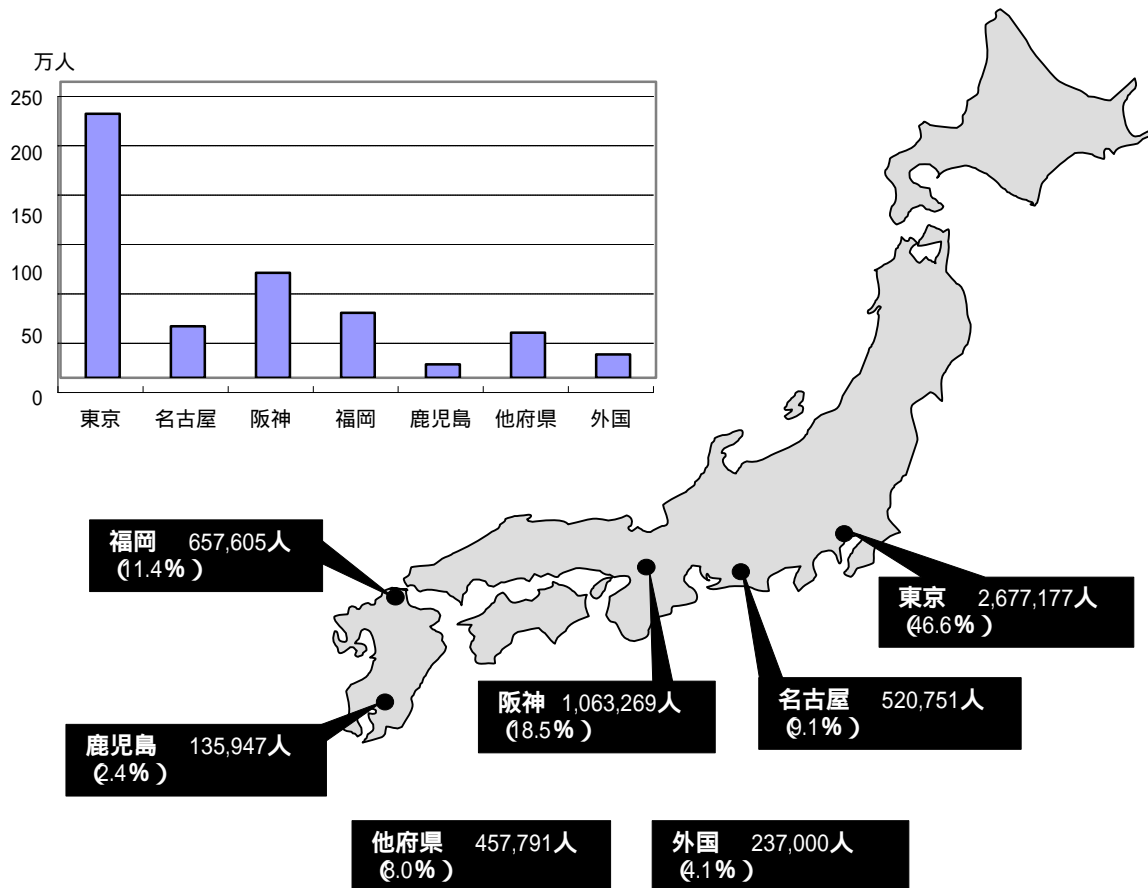 万人
250
200
150
100
50
0
東京 名古屋 阪神 福岡 鹿児島 他府県 外国
福岡 657,605人
(11.4%)
東京 2,677,177人
(46.6%)
阪神 1,063,269人
(18.5%)
名古屋 520,751人
(9.1%)
鹿児島 135,947人
(2.4%)
他府県 457,791人
(8.0%)
外国 237,000人
(4.1%)